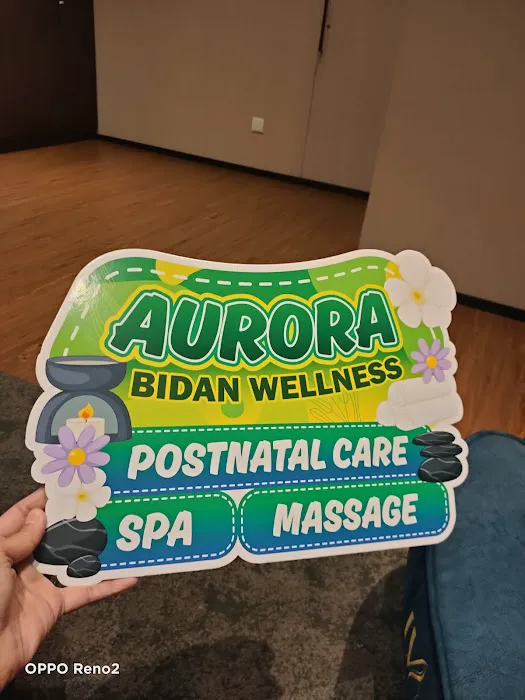 AURORA
BIDAN WELLNESS
POSTNATAL CARE
SPA
MASSAGE
OPPO Reno2